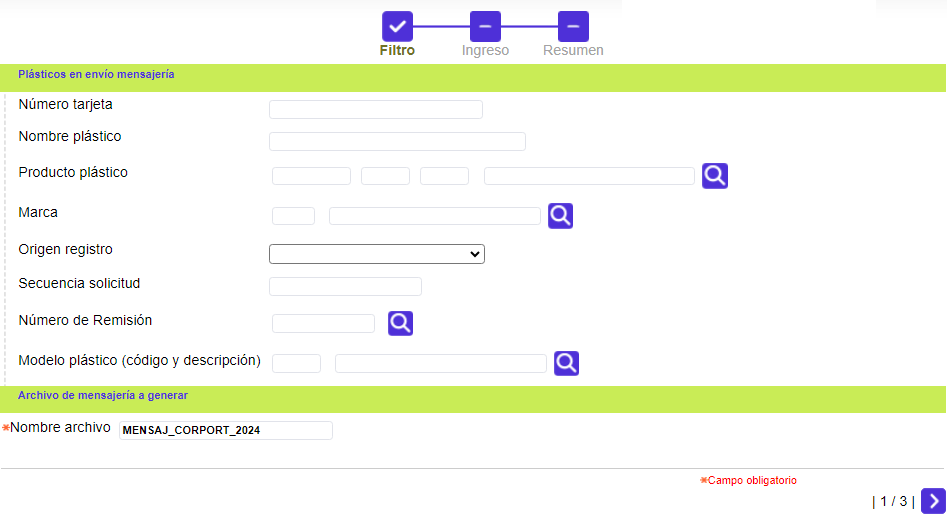 Filtro Ingreso Resumen
Plásticos en envío mensajería
Número tarjeta
Nombre plástico
Producto plástico
Marca
Origen registro
Secuencia solicitud
Número de Remisión
Modelo plástico (código y descripción)
Archivo de mensajería a generar
*Nombre archivo MENSAJ_CORPORT_2024
*Campo obligatorio
| 1 / 3 |